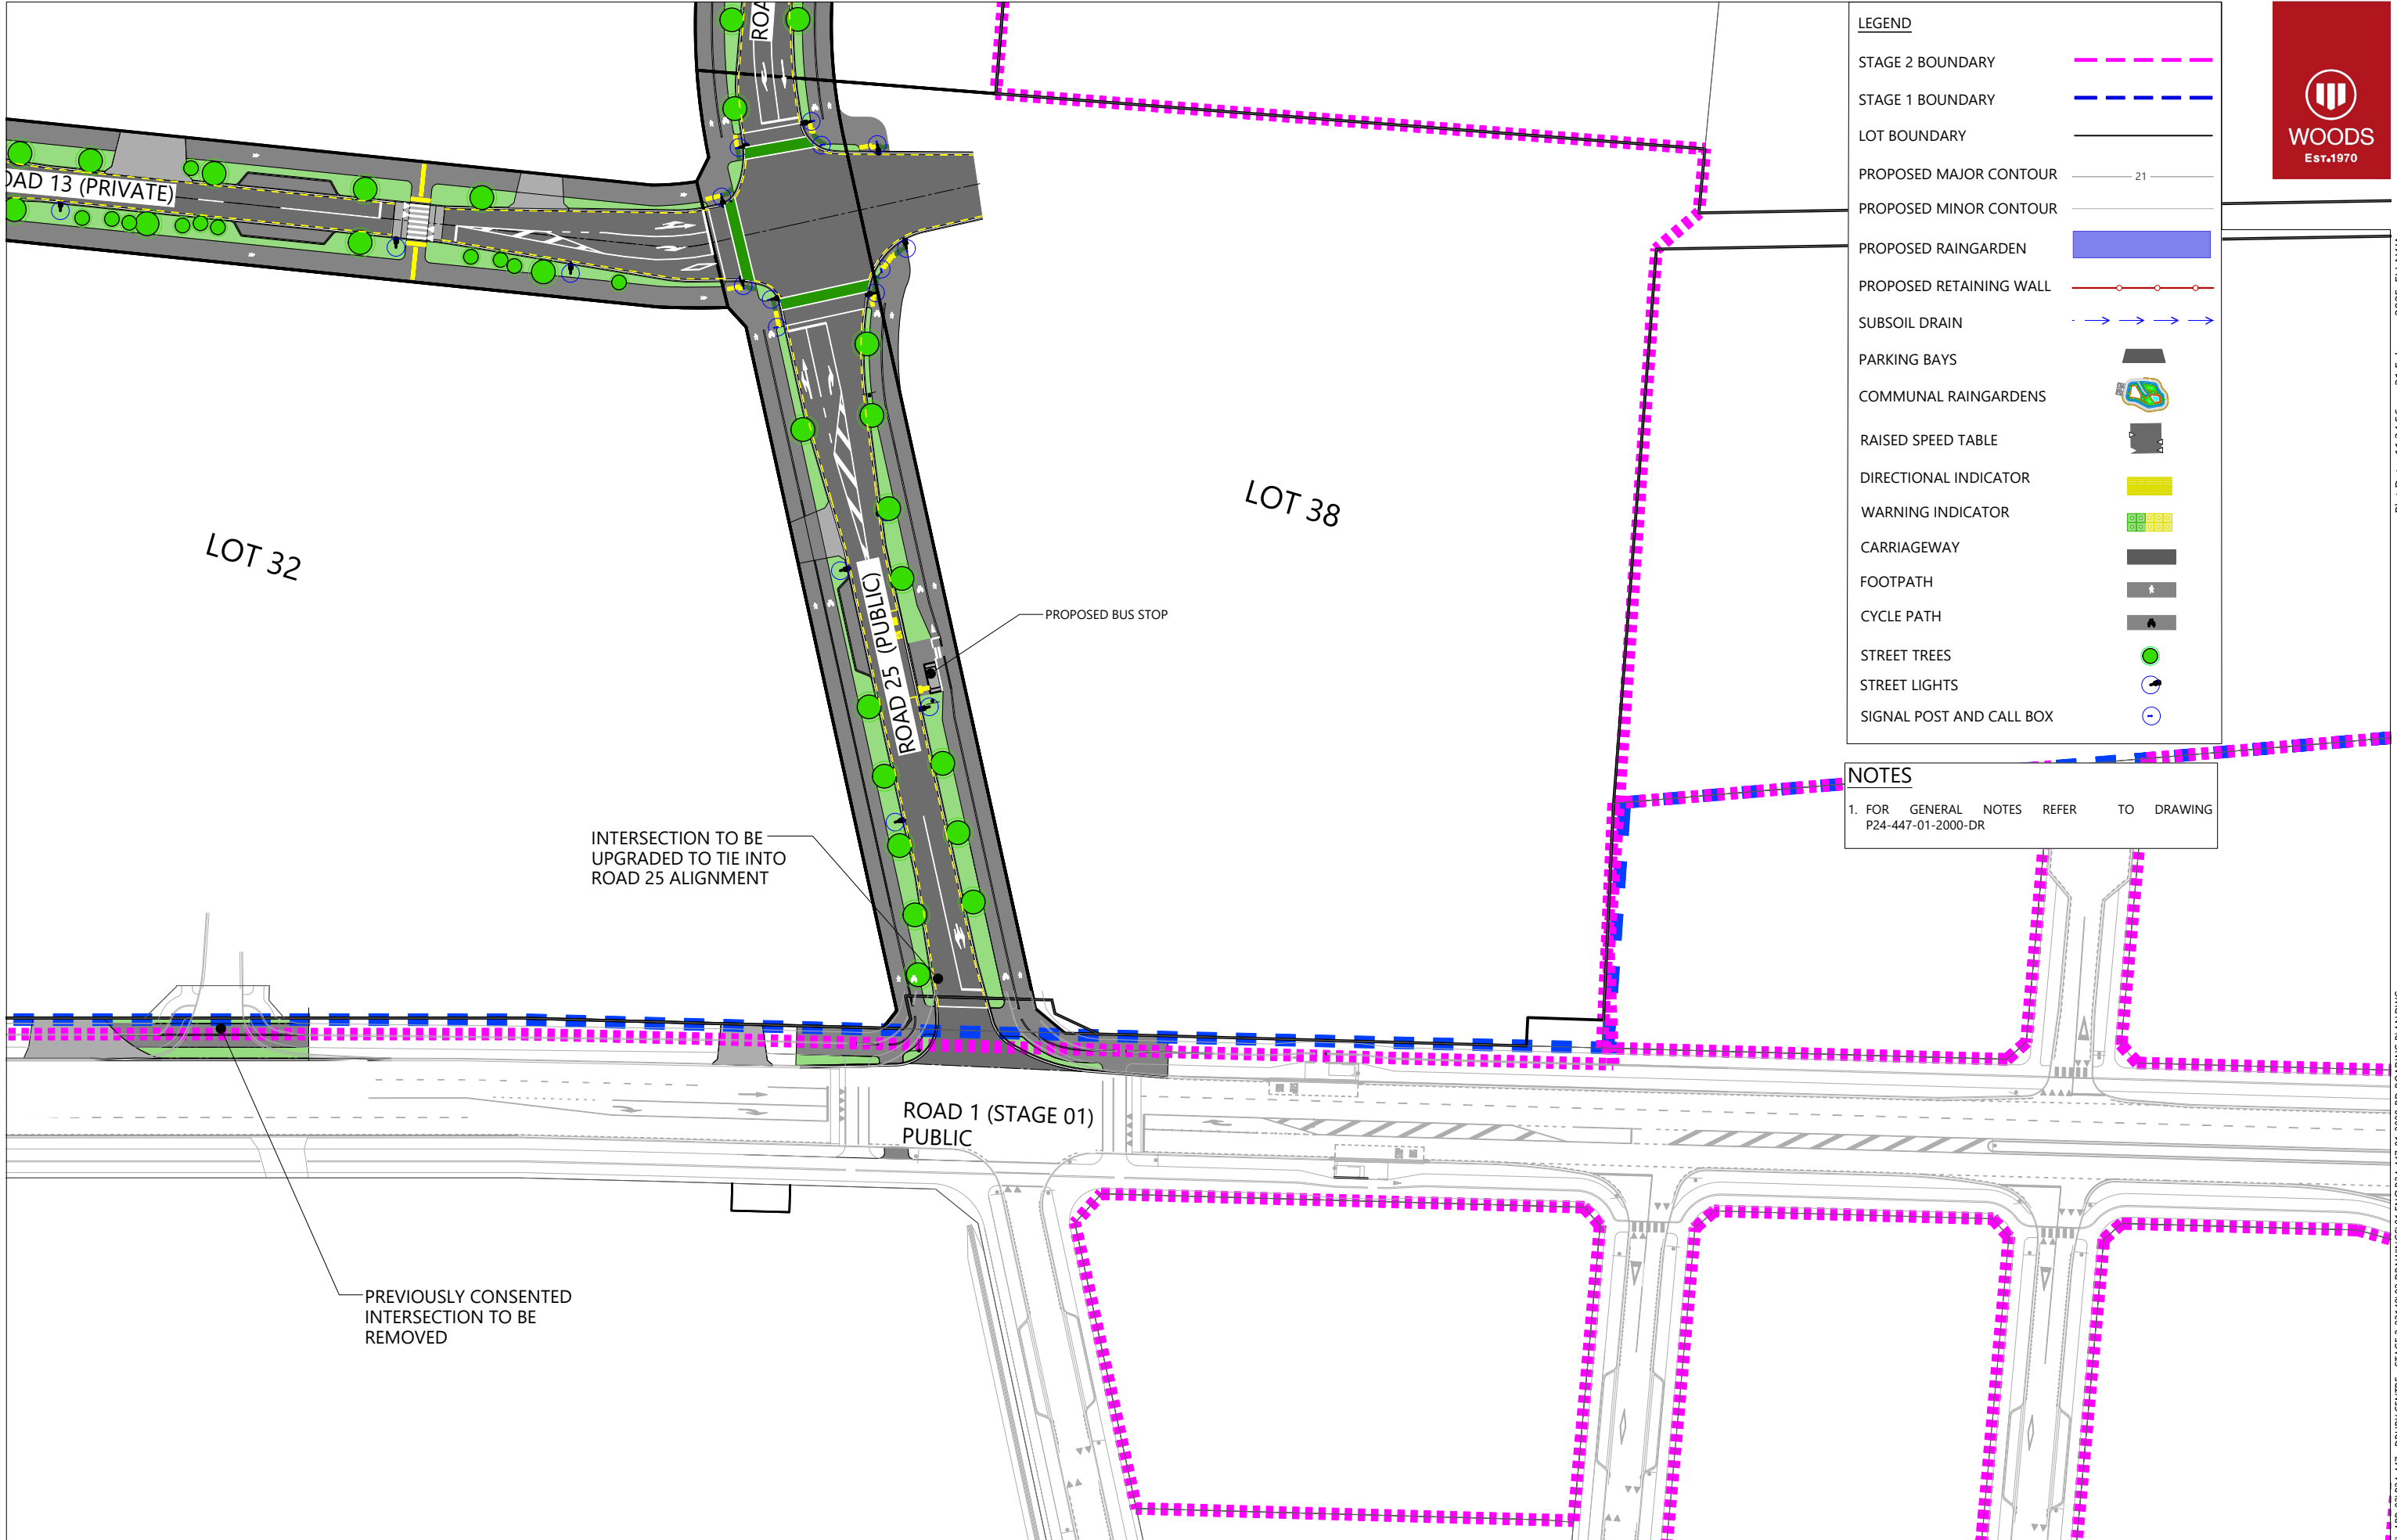 LEGEND
STAGE 2 BOUNDARY
STAGE 1 BOUNDARY
LOT BOUNDARY
PROPOSED MAJOR CONTOUR
21
PROPOSED MINOR CONTOUR
PROPOSED RAINGARDEN
PROPOSED RETAINING WALL
SUBSOIL DRAIN
PARKING BAYS
COMMUNAL RAINGARDENS
RAISED SPEED TABLE
DIRECTIONAL INDICATOR
WARNING INDICATOR
CARRIAGEWAY
FOOTPATH
CYCLE PATH
STREET TREES
STREET LIGHTS
SIGNAL POST AND CALL BOX
WOODS
EST.1970
NOTES
1. FOR GENERAL NOTES REFER TO DRAWING
P24-447-01-2000-DR
ROA
OAD 13 (PRIVATE)
LOT 32
LOT 38
ROAD 25 (PUBLIC)
PROPOSED BUS STOP
INTERSECTION TO BE
UPGRADED TO TIE INTO
ROAD 25 ALIGNMENT
ROAD 1 (STAGE 01)
PUBLIC
PREVIOUSLY CONSENTED
INTERSECTION TO BE
REMOVED